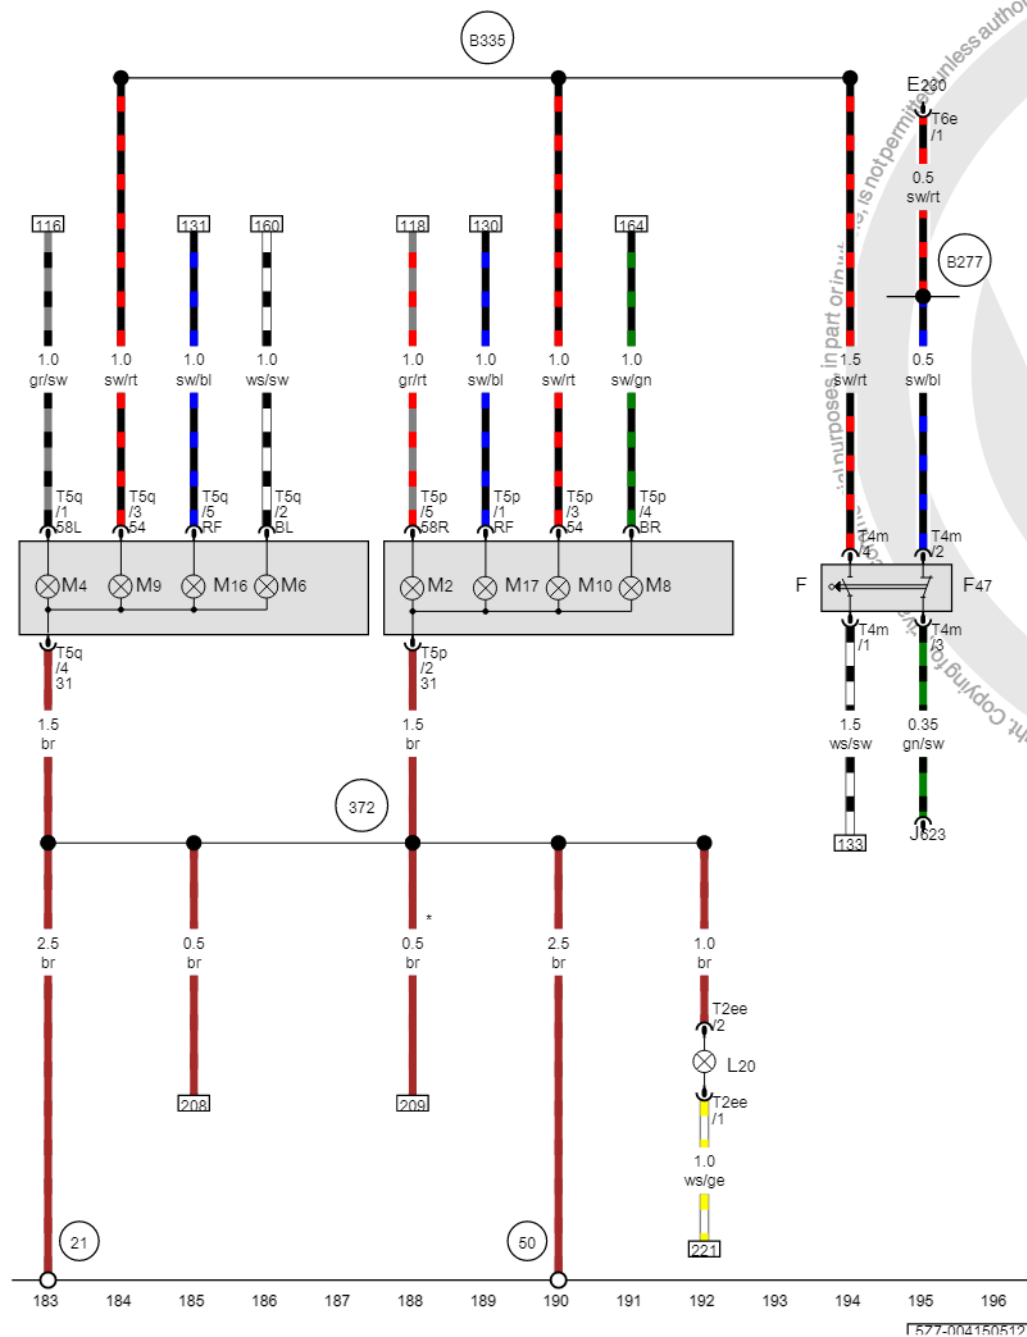 B335
E230
T6e
/1
0.5
sw/rt
116
131
160
118
130
164
B277
1.0
1.0
1.0
1.0
1.0
1.0
1.0
1.0
1.5
0.5
gr/sw
sw/rt
sw/bl
ws/sw
gr/rt
sw/bl
sw/rt
sw/gn
sw/rt
sw/bl
T5q
/1
58L
T5q
/3
54
T5q
/5
RF
T5q
/2
BL
T5p
/5
58R
T5p
/1
RF
T5p
/3
54
T5p
/4
BR
T4m
/4
T4m
/2
M4
M9
M16
M6
M2
M17
M10
M8
F
F47
T5q
/4
31
T5p
/2
31
T4m
/1
T4m
/3
1.5
br
1.5
br
1.5
ws/sw
0.35
gn/sw
372
133
J623
*
2.5
br
0.5
br
0.5
br
2.5
br
1.0
br
T2ee
/2
L20
208
209
T2ee
/1
1.0
ws/ge
21
50
221
183 184 185 186 187 188 189 190 191 192 193 194 195 196
577-004150512